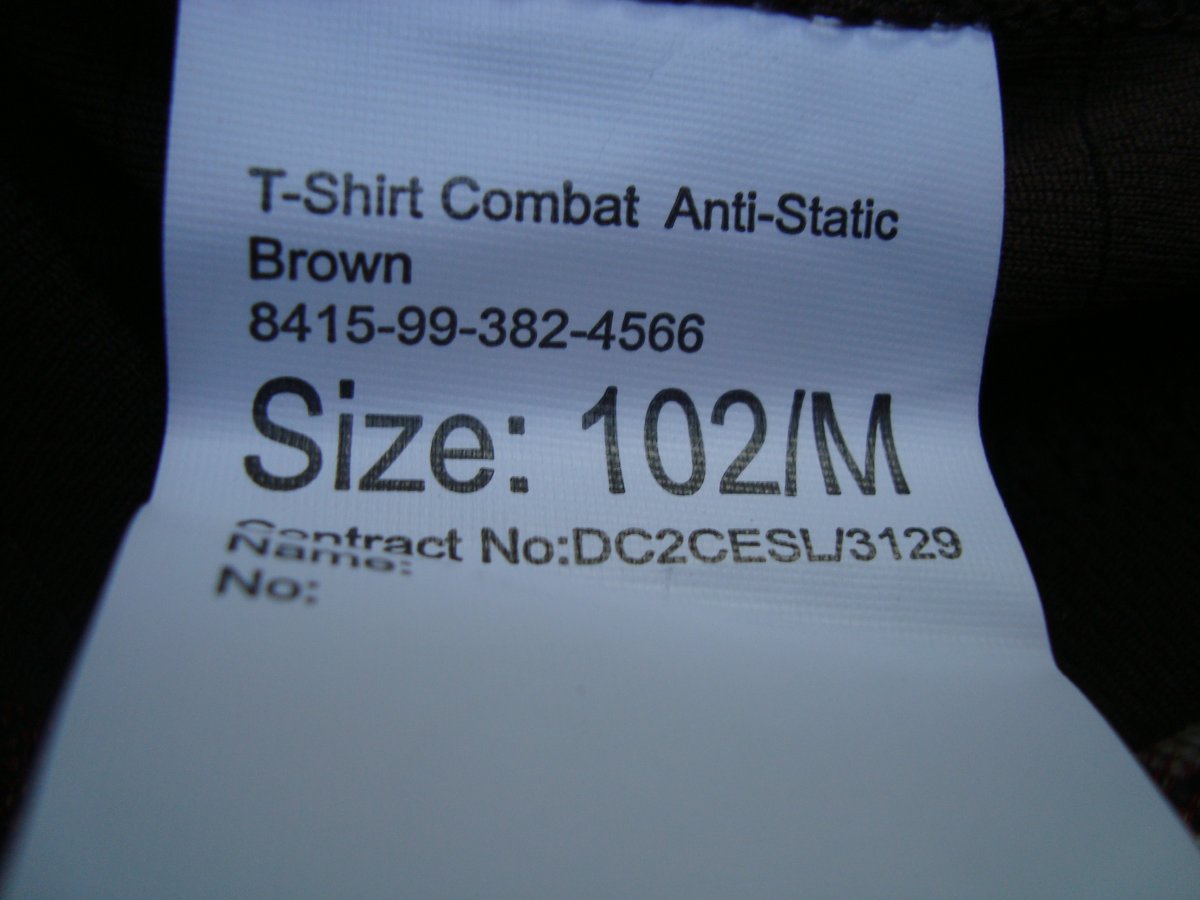 T-Shirt Combat Anti-Static
Brown
8415-99-382-4566
Size: 102/M
Contract No:DC2CESL/3129
Name:
No: